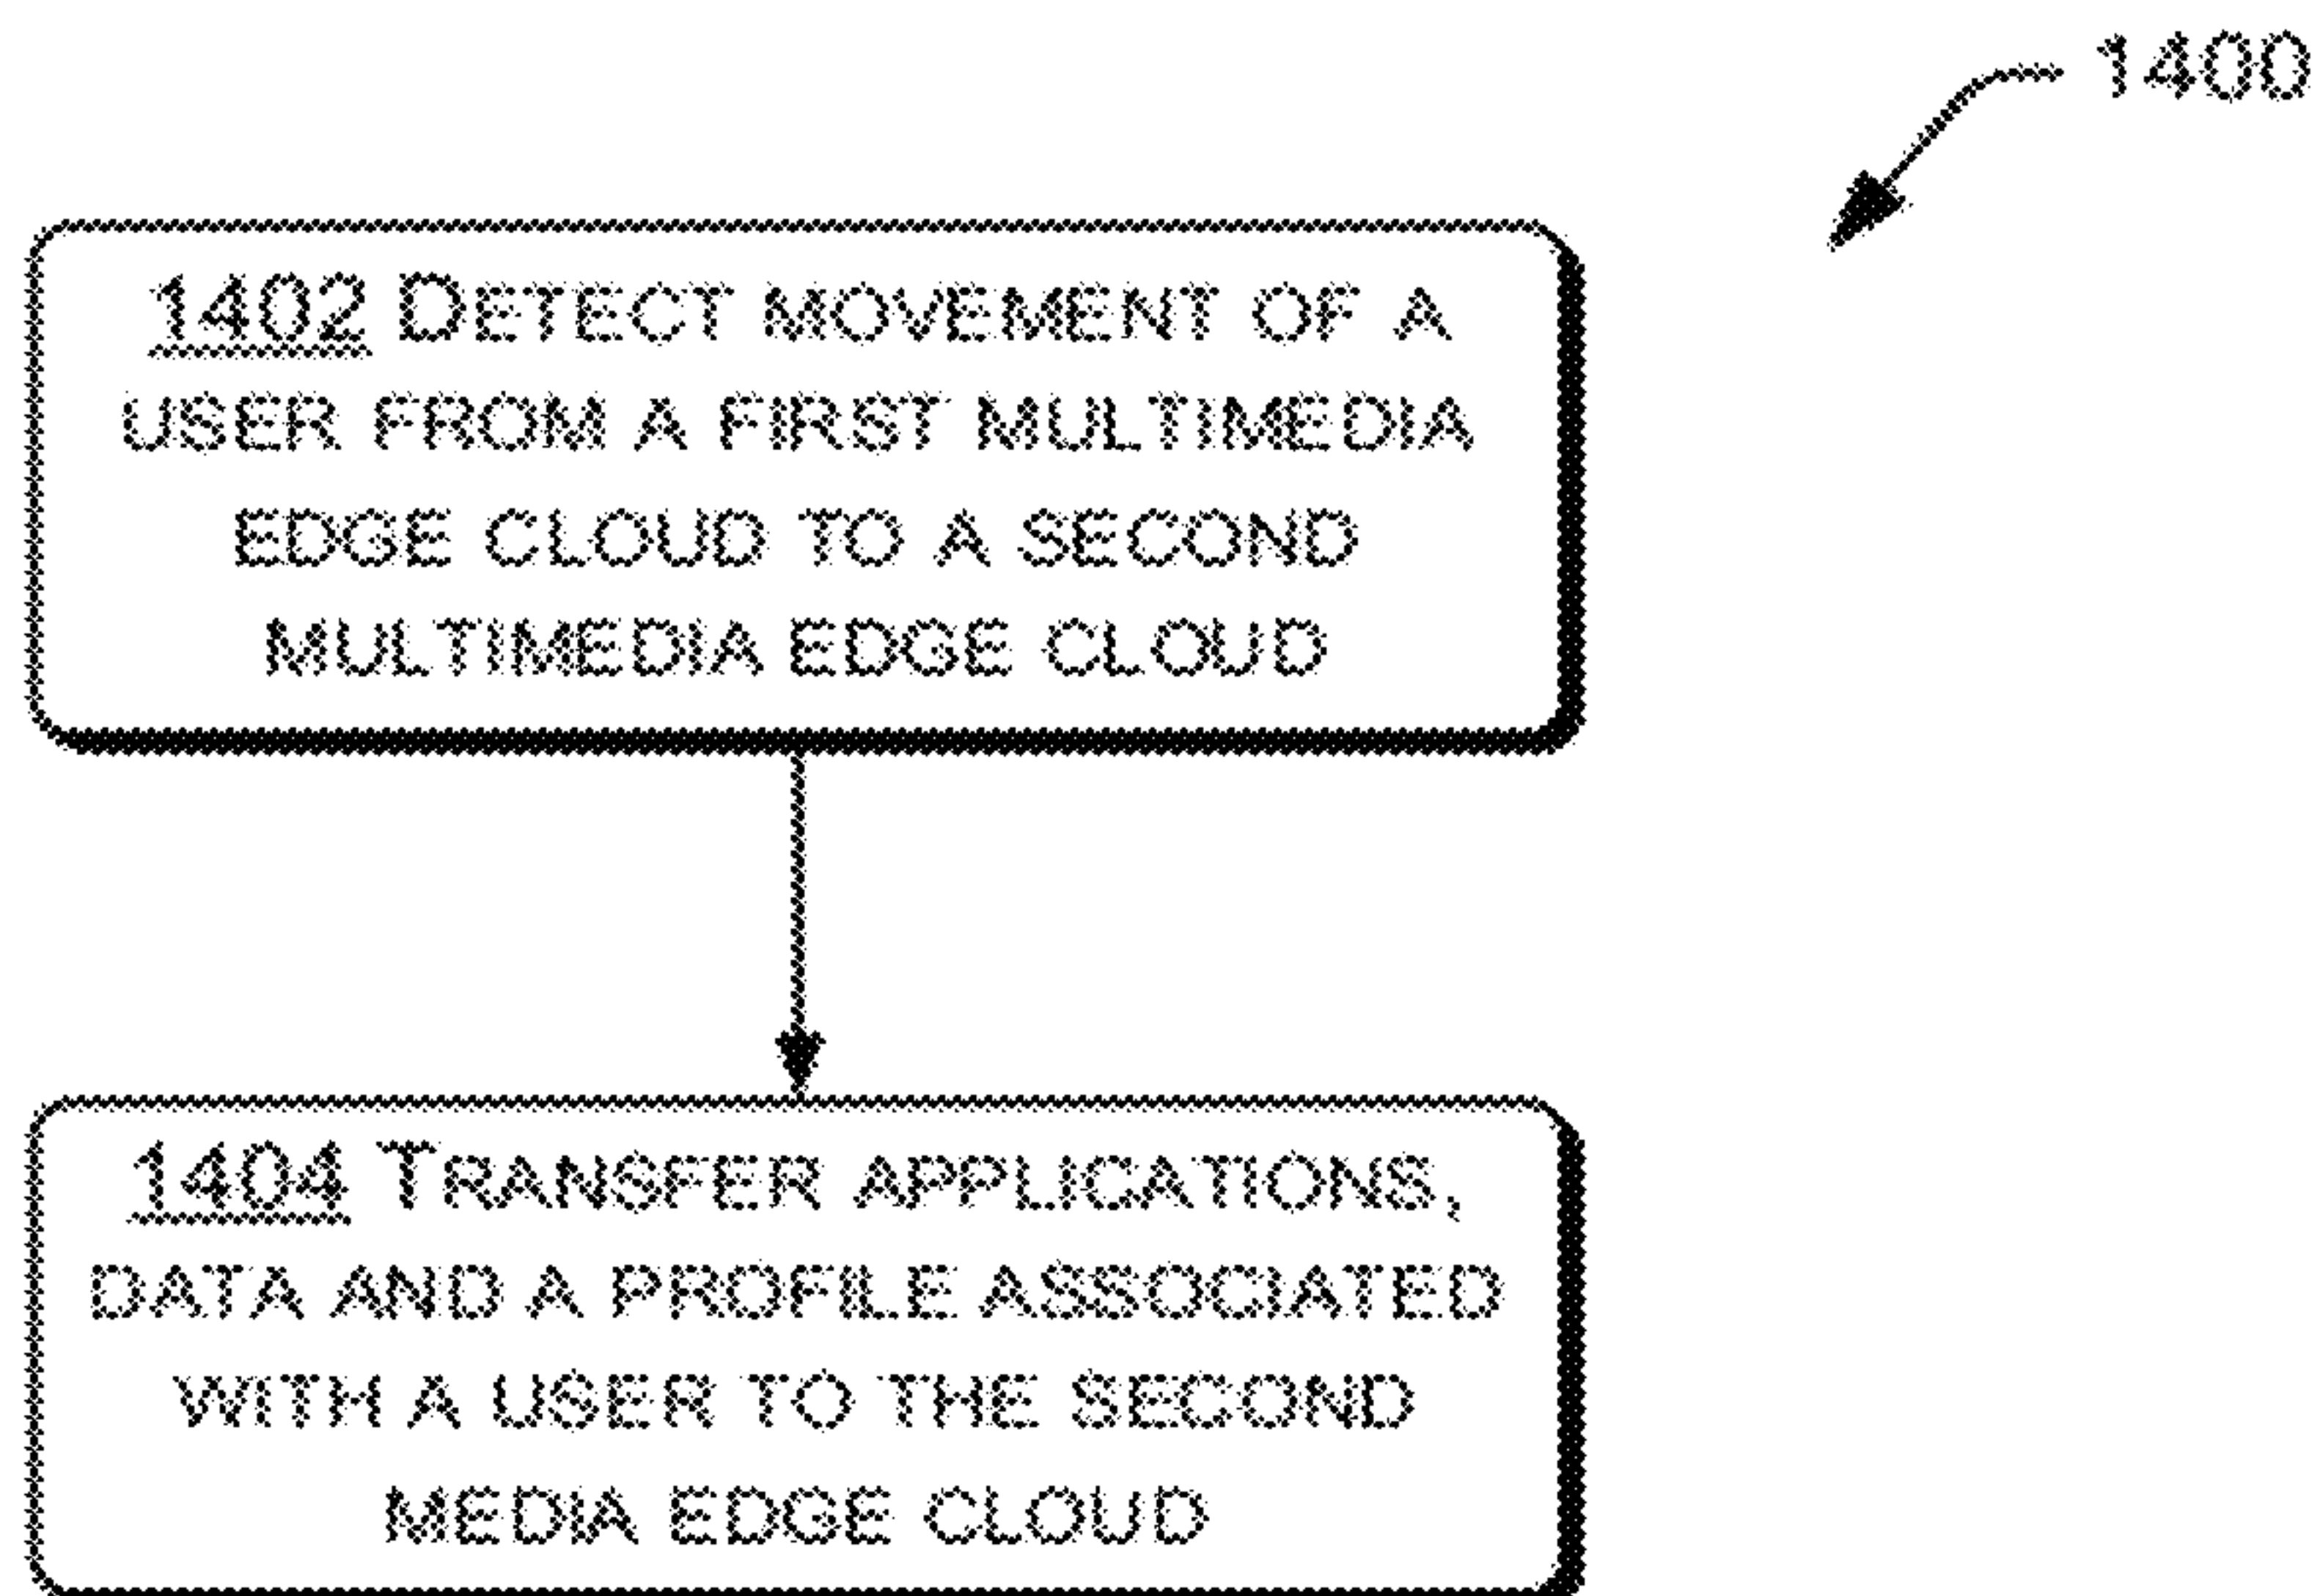 1400
1402 DETECT MOVEMENT OF A
USER FROM A FIRST MULTIMEDIA
EDGE CLOUD TO A SECOND
MULTIMEDIA EDGE CLOUD
1404 TRANSFER APPLICATIONS,
DATA AND A PROFILE ASSOCIATED
WITH A USER TO THE SECOND
MEDIA EDGE CLOUD